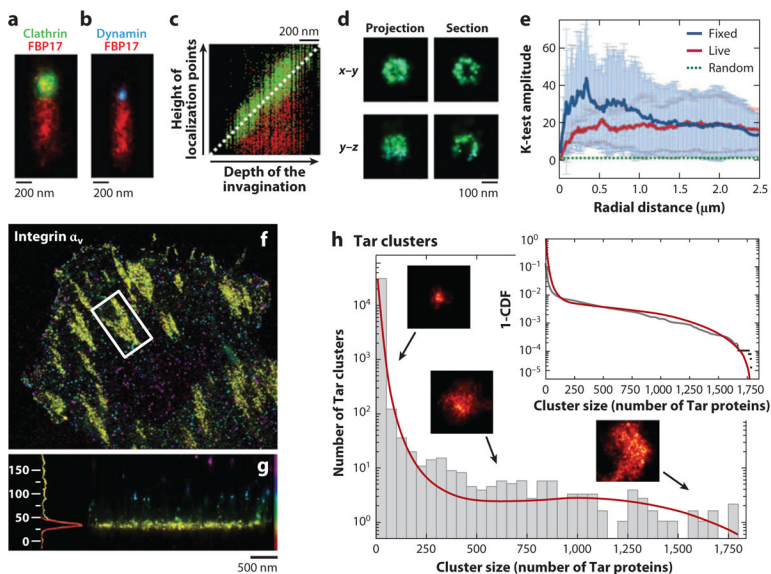 a
Clathrin
FBP17
200 nm
b
Dynamin
FBP17
200 nm
c
200 nm
Height of
localization points
Depth of the
invagination
d
Projection
Section
x–y
y–z
100 nm
e
K-test amplitude
80
60
40
20
0
Fixed
Live
Random
0
0.5
1.0
1.5
2.0
2.5
Radial distance (μm)
f
Integrin αv
g
150
100
50
0
500 nm
h Tar clusters
Number of Tar clusters
10⁴
10³
10²
10¹
10⁰
0
250
500
750
1,000
1,250
1,500
1,750
Cluster size (number of Tar proteins)
1-CDF
10⁰
10⁻¹
10⁻²
10⁻³
10⁻⁴
10⁻⁵
0
250
500
750
1,000
1,250
1,500
1,750
Cluster size (number of Tar proteins)